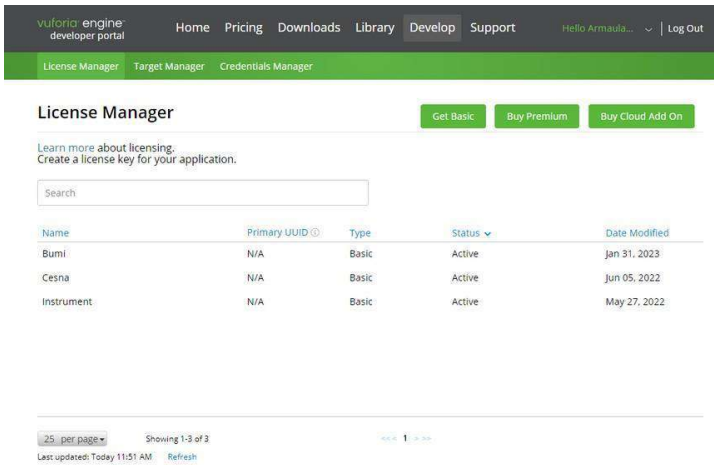 vuforia engine
developer portal
Home Pricing Downloads Library Develop Support Hello Armaula... | Log Out
License Manager Target Manager Credentials Manager
License Manager
Get Basic Buy Premium Buy Cloud Add On
Learn more about licensing.
Create a license key for your application.
Search
Name Primary UUID Type Status Date Modified
Bumi N/A Basic Active Jan 31, 2023
Cesna N/A Basic Active Jun 05, 2022
Instrument N/A Basic Active May 27, 2022
25 per page Showing 1-3 of 3 <<< 1 > >>
Last updated: Today 11:51 AM Refresh